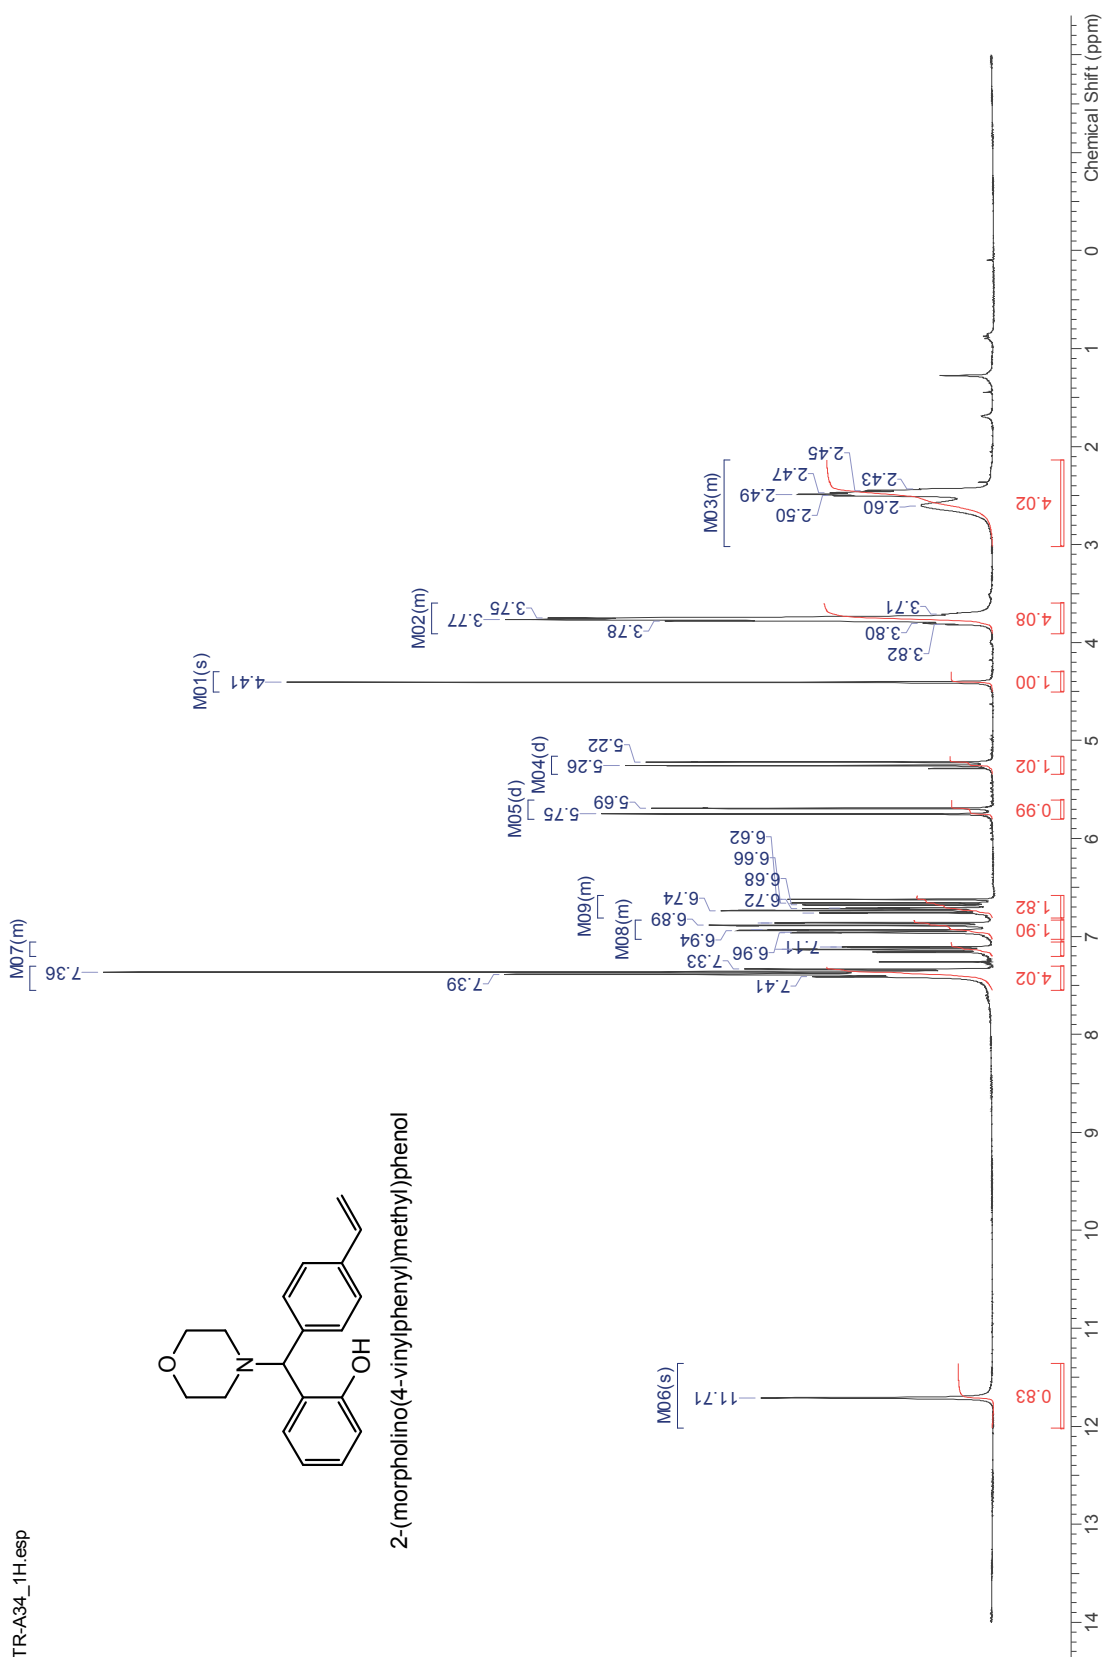 TR-A34_1H.esp
O
N
OH
2-(morpholino(4-vinylphenyl)methyl)phenol
M06(s)
11.71
M07(m)
7.36
7.39
7.41
7.33
7.11
M08(m)
6.96
6.94
6.89
M09(m)
6.74
6.72
6.68
6.66
6.62
M05(d)
5.75
5.69
M04(d)
5.26
5.22
M01(s)
4.41
M02(m)
3.77
3.75
3.78
3.82
3.80
3.71
M03(m)
2.49
2.47
2.45
2.50
2.60
2.43
0.83
4.02
1.90
1.82
0.99
1.02
1.00
4.08
4.02
14 13 12 11 10 9 8 7 6 5 4 3 2 1 0
Chemical Shift (ppm)